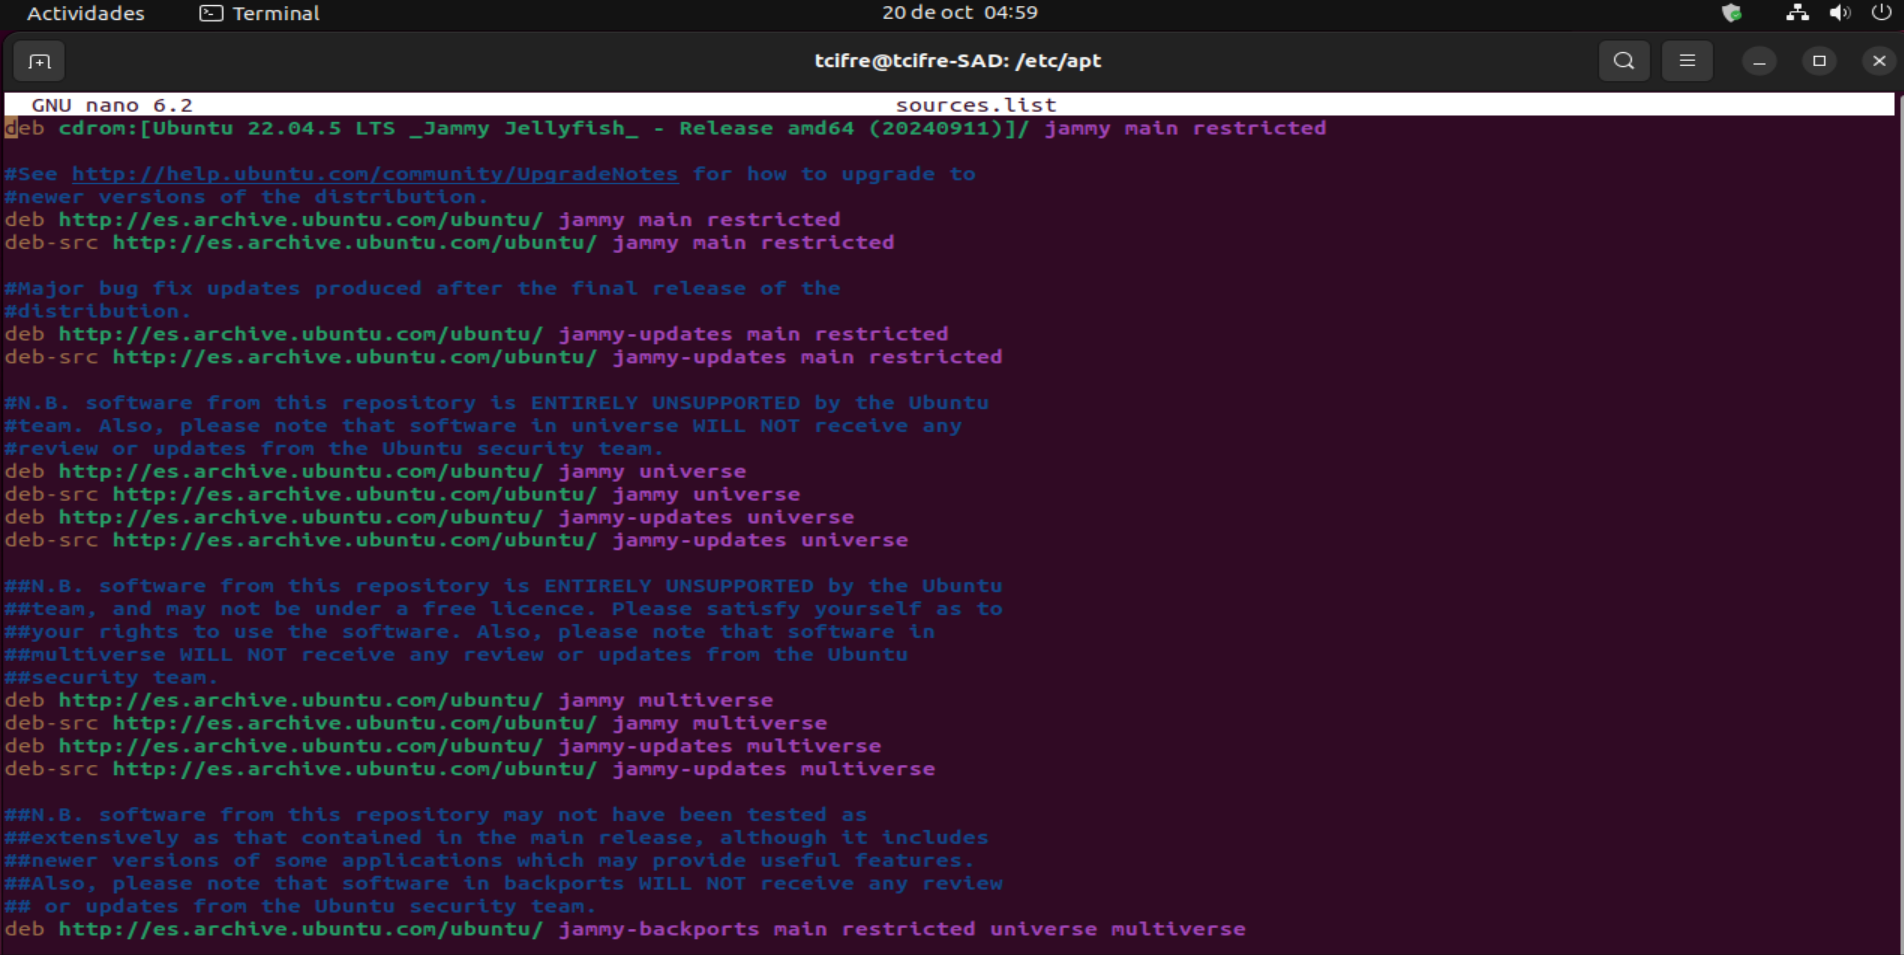 Actividades Terminal 20 de oct 04:59
tcifre@tcifre-SAD: /etc/apt
GNU nano 6.2 sources.list
deb cdrom:[Ubuntu 22.04.5 LTS _Jammy Jellyfish_ - Release amd64 (20240911)]/ jammy main restricted
#See http://help.ubuntu.com/community/UpgradeNotes for how to upgrade to
#newer versions of the distribution.
deb http://es.archive.ubuntu.com/ubuntu/ jammy main restricted
deb-src http://es.archive.ubuntu.com/ubuntu/ jammy main restricted
#Major bug fix updates produced after the final release of the
#distribution.
deb http://es.archive.ubuntu.com/ubuntu/ jammy-updates main restricted
deb-src http://es.archive.ubuntu.com/ubuntu/ jammy-updates main restricted
#N.B. software from this repository is ENTIRELY UNSUPPORTED by the Ubuntu
#team. Also, please note that software in universe WILL NOT receive any
#review or updates from the Ubuntu security team.
deb http://es.archive.ubuntu.com/ubuntu/ jammy universe
deb-src http://es.archive.ubuntu.com/ubuntu/ jammy universe
deb http://es.archive.ubuntu.com/ubuntu/ jammy-updates universe
deb-src http://es.archive.ubuntu.com/ubuntu/ jammy-updates universe
##N.B. software from this repository is ENTIRELY UNSUPPORTED by the Ubuntu
##team, and may not be under a free licence. Please satisfy yourself as to
##your rights to use the software. Also, please note that software in
##multiverse WILL NOT receive any review or updates from the Ubuntu
##security team.
deb http://es.archive.ubuntu.com/ubuntu/ jammy multiverse
deb-src http://es.archive.ubuntu.com/ubuntu/ jammy multiverse
deb http://es.archive.ubuntu.com/ubuntu/ jammy-updates multiverse
deb-src http://es.archive.ubuntu.com/ubuntu/ jammy-updates multiverse
##N.B. software from this repository may not have been tested as
##extensively as that contained in the main release, although it includes
##newer versions of some applications which may provide useful features.
##Also, please note that software in backports WILL NOT receive any review
## or updates from the Ubuntu security team.
deb http://es.archive.ubuntu.com/ubuntu/ jammy-backports main restricted universe multiverse